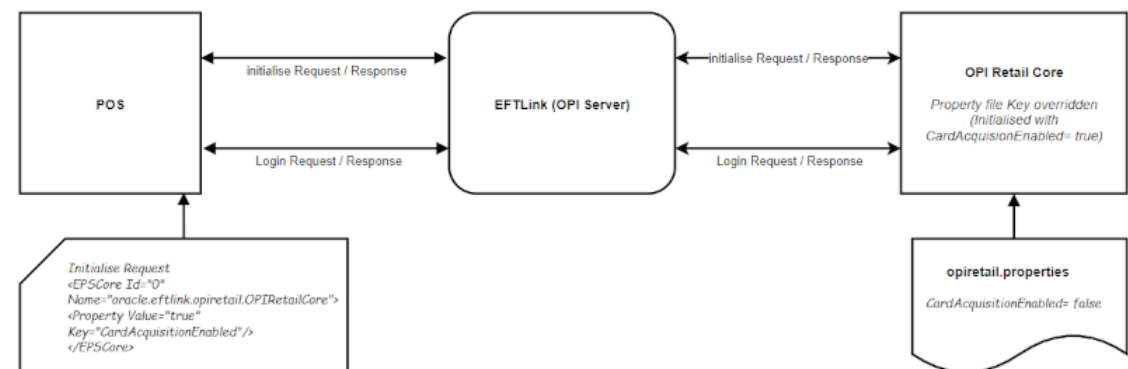 initialise Request / Response
initialise Request / Response
POS
EFTLink (OPI Server)
OPI Retail Core
Property file Key overridden
(Initialised with
CardAcquisionEnabled= true)
Login Request / Response
Login Request / Response
Initialise Request
<EPSCore Id="0"
Name="oracle.eftlink.opiretail.OPIRetailCore">
<Property Value="true"
Key="CardAcquisitionEnabled"/>
</EPSCore>
opiretail.properties
CardAcquisitionEnabled= false